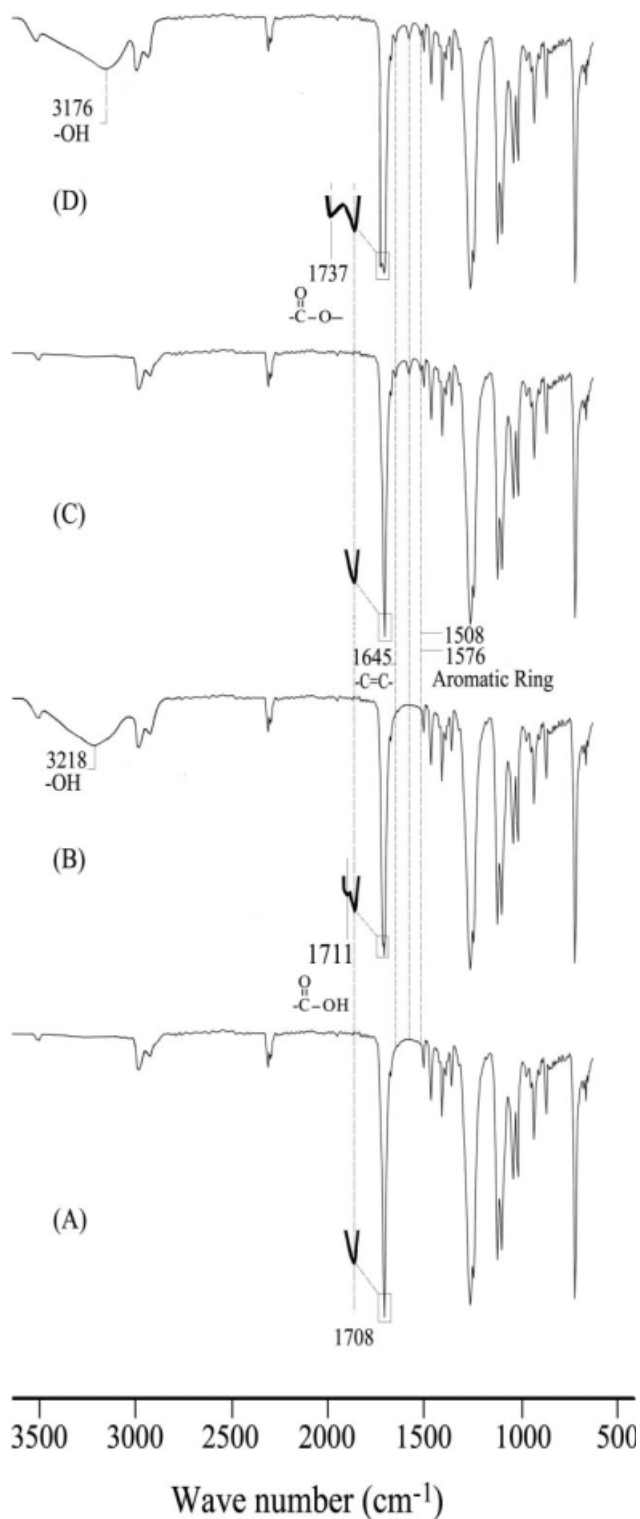 3176
-OH
(D)
1737
O
-C-O-
(C)
1508
1645
1576
-C=C-
Aromatic Ring
3218
-OH
(B)
1711
O
-C-OH
(A)
1708
3500 3000 2500 2000 1500 1000 500
Wave number (cm-1)